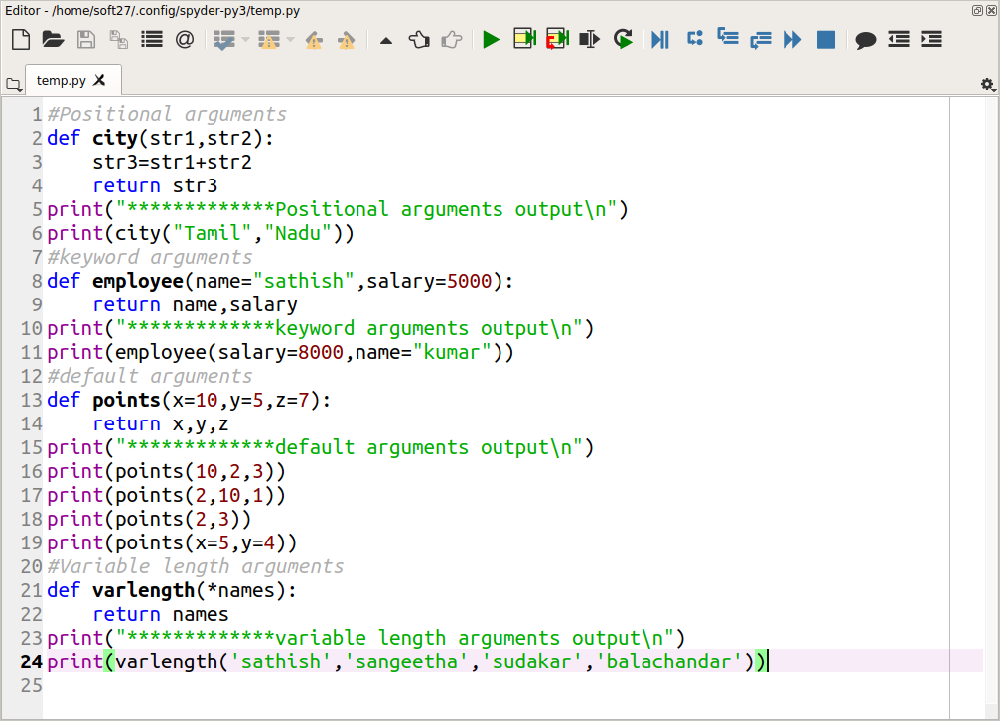 Editor - /home/soft27/.config/spyder-py3/temp.py
temp.py
1 #Positional arguments
2 def city(str1,str2):
3     str3=str1+str2
4     return str3
5 print("*************Positional arguments output\n")
6 print(city("Tamil","Nadu"))
7 #keyword arguments
8 def employee(name="sathish",salary=5000):
9     return name,salary
10 print("*************keyword arguments output\n")
11 print(employee(salary=8000,name="kumar"))
12 #default arguments
13 def points(x=10,y=5,z=7):
14     return x,y,z
15 print("*************default arguments output\n")
16 print(points(10,2,3))
17 print(points(2,10,1))
18 print(points(2,3))
19 print(points(x=5,y=4))
20 #Variable length arguments
21 def varlength(*names):
22     return names
23 print("*************variable length arguments output\n")
24 print(varlength('sathish','sangeetha','sudakar','balachandar'))
25